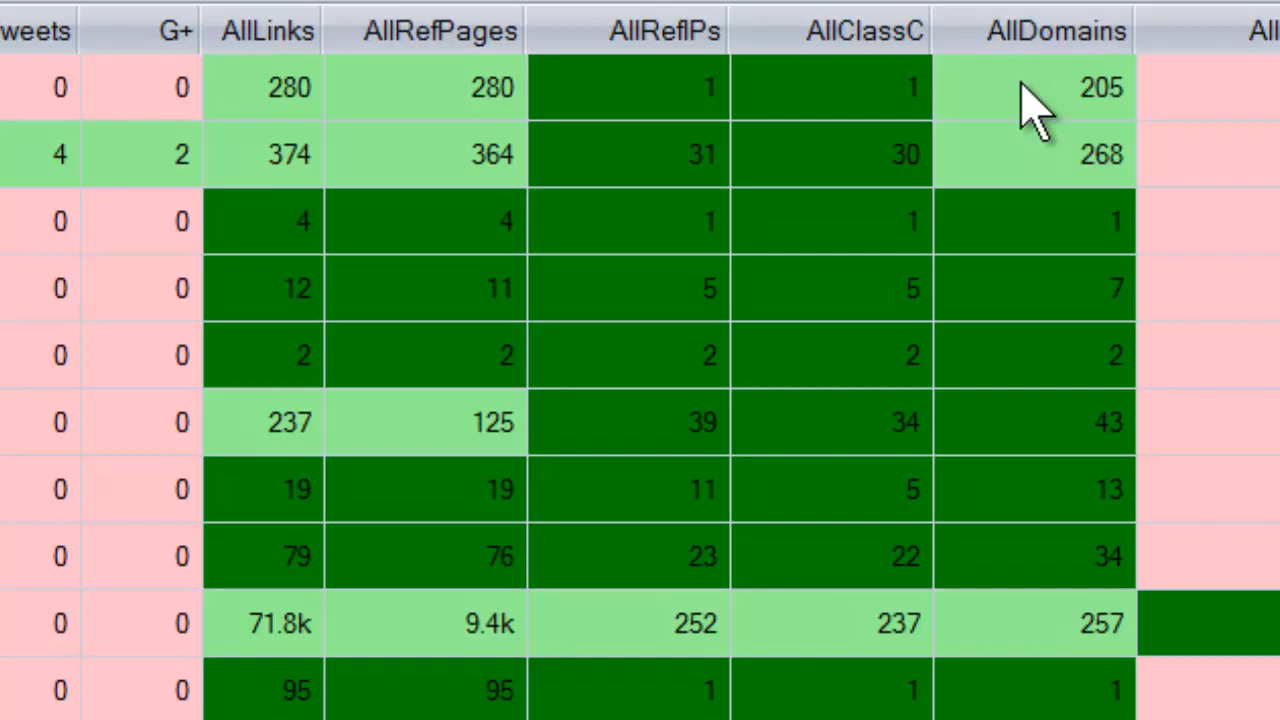 weets G+ AllLinks AllRefPages AllRefIPs AllClassC AllDomains All
0 0 280 280 1 1 205
4 2 374 364 31 30 268
0 0 4 4 1 1 1
0 0 12 11 5 5 7
0 0 2 2 2 2 2
0 0 237 125 39 34 43
0 0 19 19 11 5 13
0 0 79 76 23 22 34
0 0 71.8k 9.4k 252 237 257
0 0 95 95 1 1 1